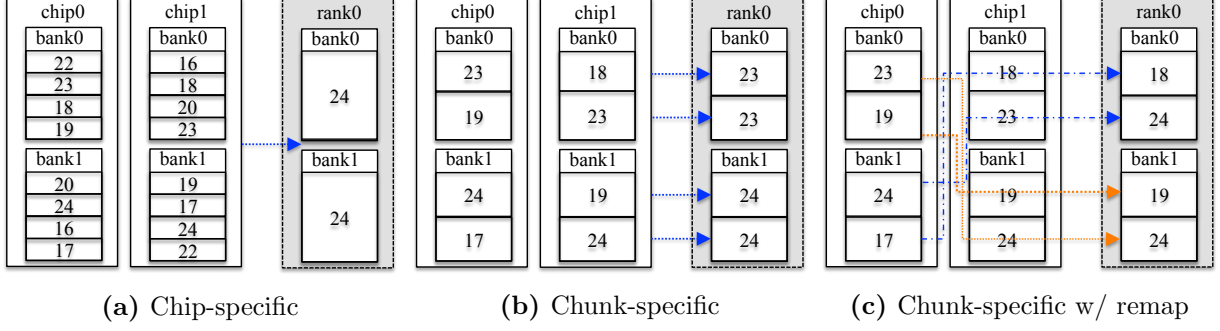 chip0 chip1 rank0
bank0 bank0 bank0
22 16
23 18
18 20
19 23
24
bank1 bank1 bank1
20 19
24 17
16 24
17 22
24
(a) Chip-specific
chip0 chip1 rank0
bank0 bank0 bank0
23 18 23
19 23 23
bank1 bank1 bank1
24 19 24
17 24 24
(b) Chunk-specific
chip0 chip1 rank0
bank0 bank0 bank0
23 18 18
19 23 24
bank1 bank1 bank1
24 19 19
17 24 24
(c) Chunk-specific w/ remap